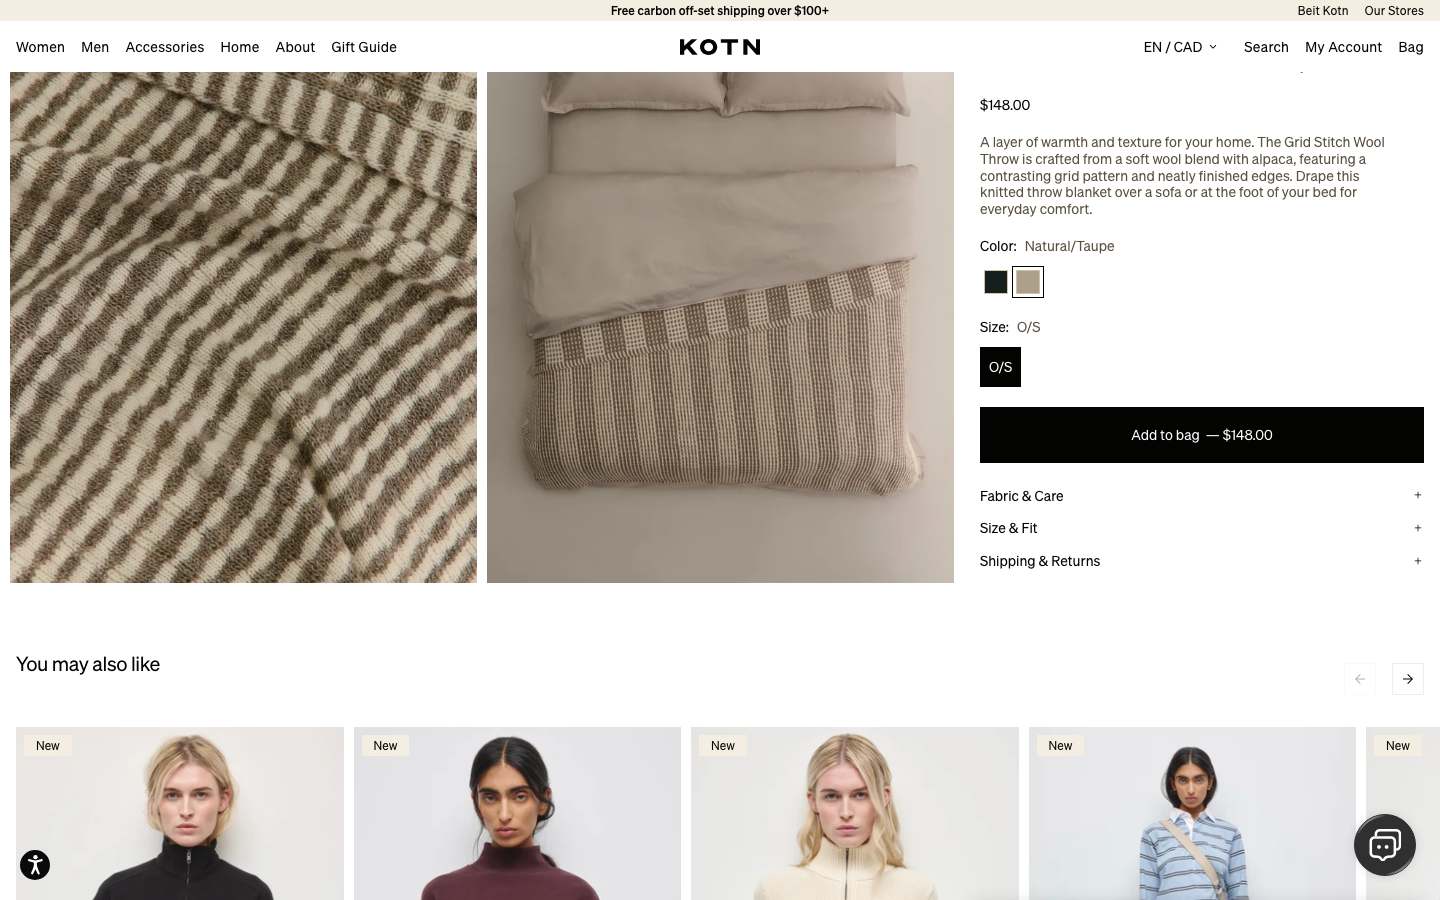 Free carbon off-set shipping over $100+
Beit Kotn
Our Stores
Women
Men
Accessories
Home
About
Gift Guide
KOTN
EN / CAD
Search
My Account
Bag
$148.00
A layer of warmth and texture for your home. The Grid Stitch Wool
Throw is crafted from a soft wool blend with alpaca, featuring a
contrasting grid pattern and neatly finished edges. Drape this
knitted throw blanket over a sofa or at the foot of your bed for
everyday comfort.
Color: Natural/Taupe
Size: O/S
O/S
Add to bag — $148.00
Fabric & Care +
Size & Fit +
Shipping & Returns +
You may also like
New
New
New
New
New